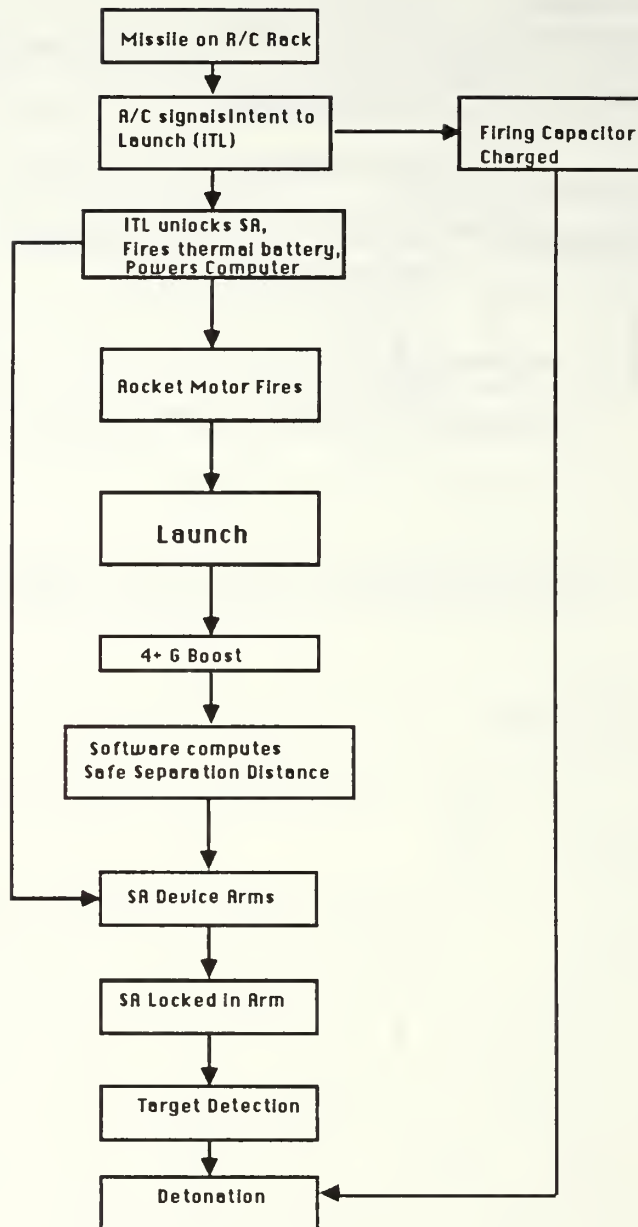 Missile on R/C Rack
A/C signalsIntent to
Launch (ITL)
Firing Capacitor
Charged
ITL unlocks SA,
Fires thermal battery,
Powers Computer
Rocket Motor Fires
Launch
4+ G Boost
Software computes
Safe Separation Distance
SA Device Arms
SA Locked in Arm
Target Detection
Detonation